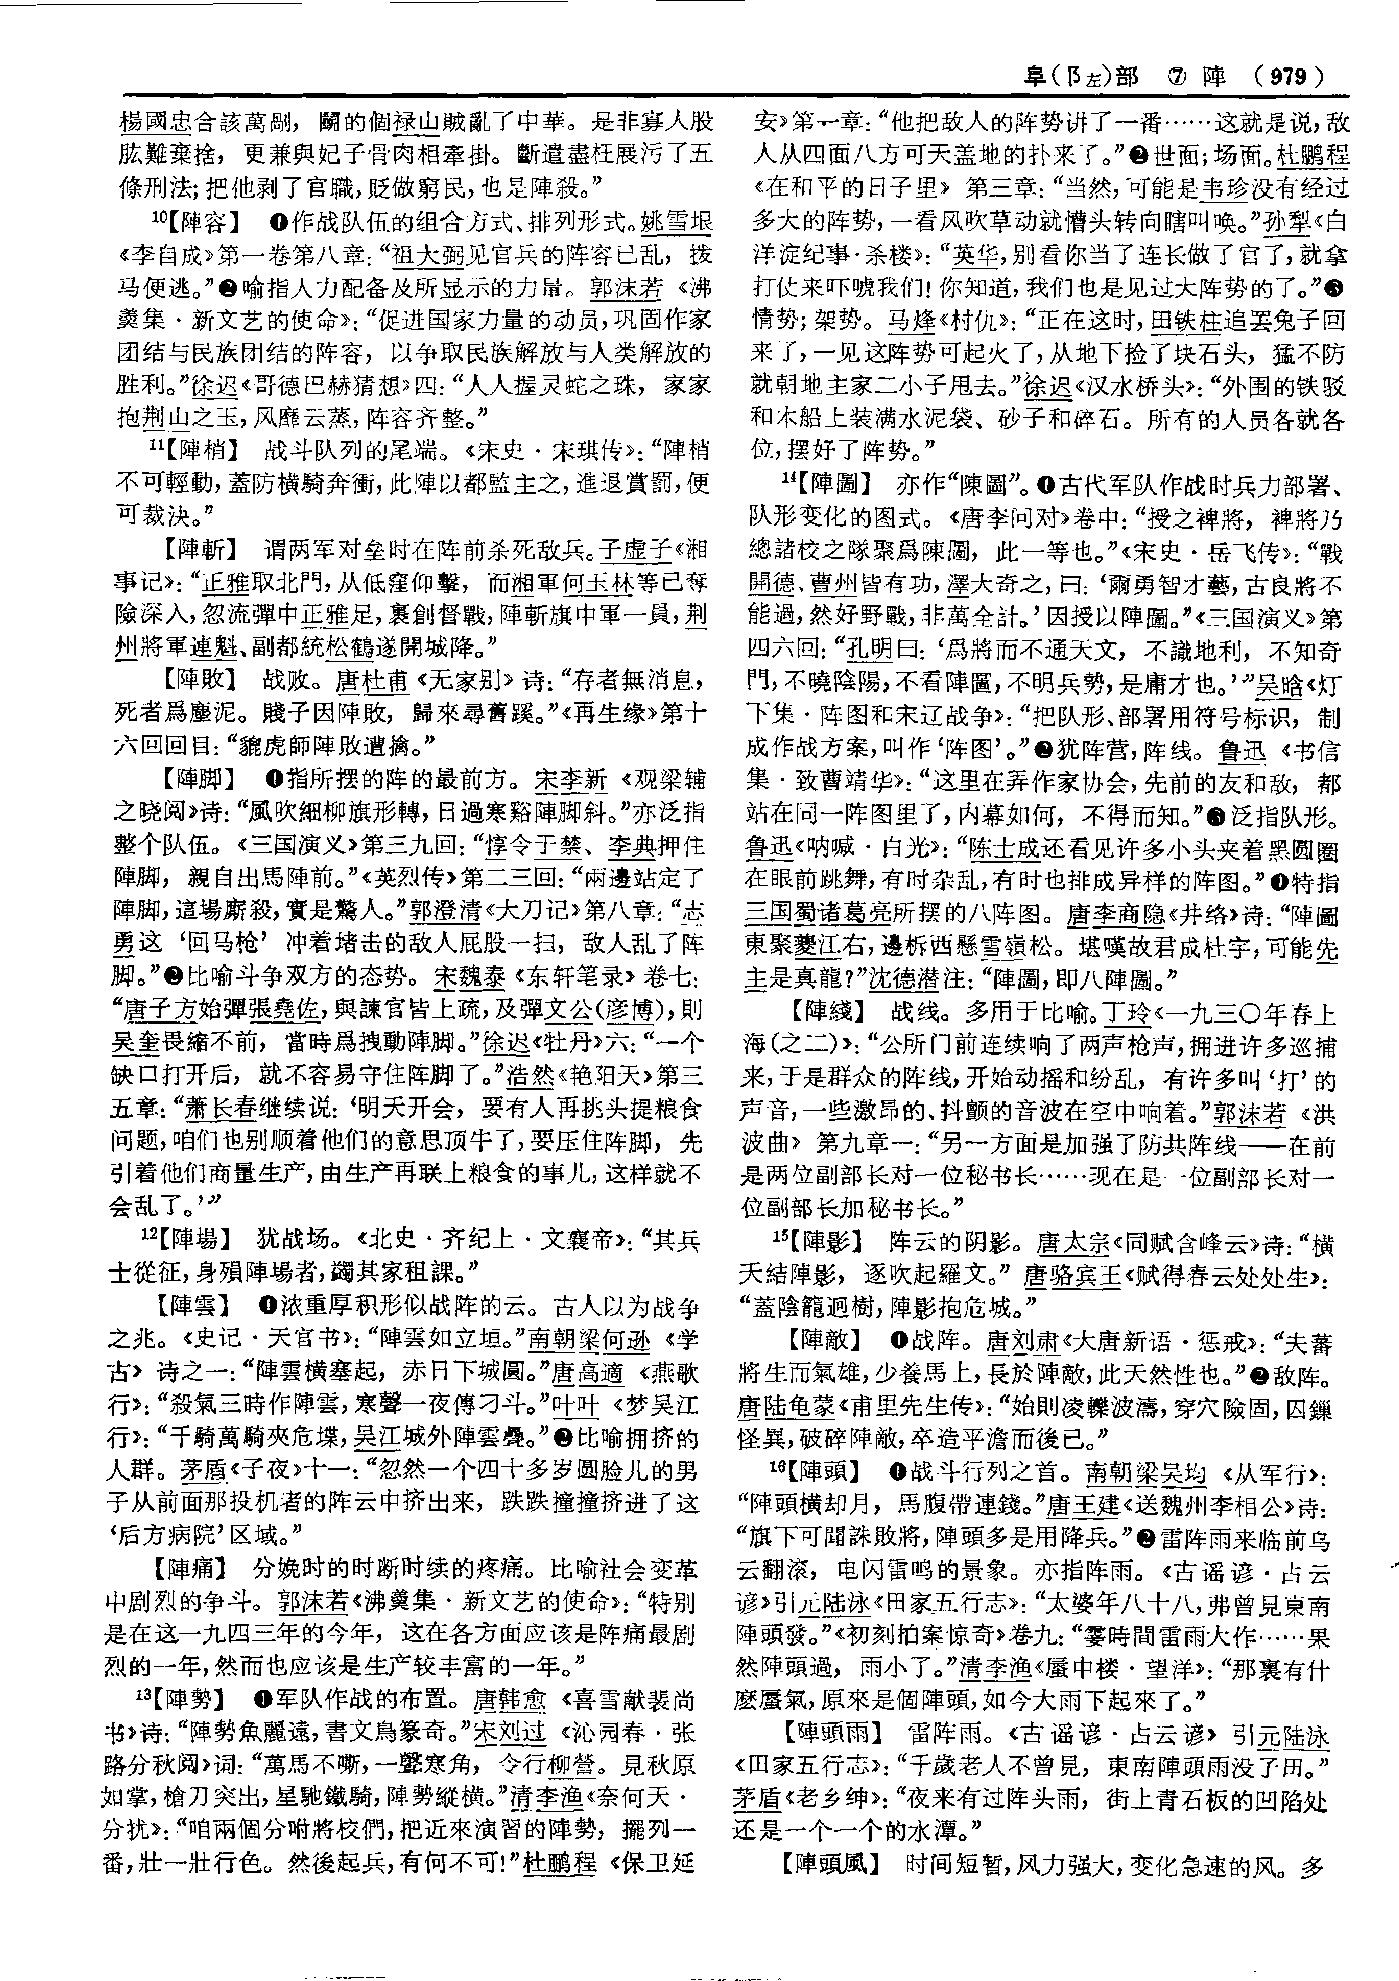 阜(阝左)部 ⑦ 陣 (979)
楊國忠合該萬剮，鬭的個祿山賊亂了中華。是非寡人股
肱難棄捨，更兼與妃子骨肉相牽掛。斷遣盡枉展污了五
條刑法;把他剥了官職,貶做窮民,也是陣殺。”
10【陣容】 ❶作战队伍的组合方式、排列形式。姚雪垠
《李自成》第一卷第八章:“祖大弼见官兵的阵容已乱，拨
马便逃。”❷喻指人力配备及所显示的力量。郭沫若《沸
羹集·新文艺的使命》:“促进国家力量的动员,巩固作家
团结与民族团结的阵容，以争取民族解放与人类解放的
胜利。”徐迟《哥德巴赫猜想》四:“人人握灵蛇之珠，家家
抱荆山之玉,风靡云蒸,阵容齐整。”
11【陣梢】 战斗队列的尾端。《宋史·宋琪传》:“陣梢
不可輕動,蓋防横騎奔衝,此陣以都監主之,進退賞罰,便
可裁決。”
【陣斬】 谓两军对垒时在阵前杀死敌兵。子虚子《湘
事记》:“正雅取北門,从低窪仰擊，而湘軍何玉林等已奪
險深入,忽流彈中正雅足,裹創督戰,陣斬旗中軍一員,荆
州將軍連魁、副都統松鶴遂開城降。”
【陣敗】 战败。唐杜甫《无家别》诗:“存者無消息，
死者爲塵泥。賤子因陣敗，歸來尋舊蹊。”《再生缘》第十
六回回目:“貔虎師陣敗遭擒。”
【陣脚】 ❶指所摆的阵的最前方。宋李新《观梁辅
之晓阅》诗:“風吹細柳旗形轉,日過寒谿陣脚斜。”亦泛指
整个队伍。《三国演义》第三九回:“惇令于禁、李典押住
陣脚，親自出馬陣前。”《英烈传》第二三回:“兩邊站定了
陣脚,這場廝殺,實是驚人。”郭澄清《大刀记》第八章:“志
勇这‘回马枪’冲着堵击的敌人屁股一扫，敌人乱了阵
脚。”❷比喻斗争双方的态势。宋魏泰《东轩笔录》卷七:
“唐子方始彈張堯佐,與諫官皆上疏,及彈文公(彦博),則
吴奎畏縮不前，當時爲拽動陣脚。”徐迟《牡丹》六:“一个
缺口打开后，就不容易守住阵脚了。”浩然《艳阳天》第三
五章:“萧长春继续说:‘明天开会，要有人再挑头提粮食
问题,咱们也别顺着他们的意思顶牛了,要压住阵脚，先
引着他们商量生产,由生产再联上粮食的事儿,这样就不
会乱了。’”
12【陣場】 犹战场。《北史·齐纪上·文襄帝》:“其兵
士從征,身殞陣場者,蠲其家租課。”
【陣雲】 ❶浓重厚积形似战阵的云。古人以为战争
之兆。《史记·天官书》:“陣雲如立垣。”南朝梁何逊《学
古》诗之一:“陣雲横塞起，赤日下城圓。”唐高適《燕歌
行》:“殺氣三時作陣雲,寒聲一夜傳刁斗。”叶叶《梦吴江
行》:“千騎萬騎夾危堞,吴江城外陣雲疊。”❷比喻拥挤的
人群。茅盾《子夜》十一:“忽然一个四十多岁圆脸儿的男
子从前面那投机者的阵云中挤出来，跌跌撞撞挤进了这
‘后方病院’区域。”
【陣痛】 分娩时的时断时续的疼痛。比喻社会变革
中剧烈的争斗。郭沫若《沸羹集·新文艺的使命》:“特别
是在这一九四三年的今年，这在各方面应该是阵痛最剧
烈的一年,然而也应该是生产较丰富的一年。”
13【陣勢】 ❶军队作战的布置。唐韩愈《喜雪献裴尚
书》诗:“陣勢魚麗遠,書文鳥篆奇。”宋刘过《沁园春·张
路分秋阅》词:“萬馬不嘶,一聲寒角，令行柳營。見秋原
如掌,槍刀突出,星馳鐵騎,陣勢縱横。”清李渔《奈何天·
分扰》:“咱兩個分咐將校們,把近來演習的陣勢，擺列一
番,壯一壯行色。然後起兵,有何不可!”杜鹏程《保卫延
安》第一章:“他把敌人的阵势讲了一番……这就是说,敌
人从四面八方可天盖地的扑来了。”❷世面;场面。杜鹏程
《在和平的日子里》第三章:“当然,可能是韦珍没有经过
多大的阵势,一看风吹草动就懵头转向瞎叫唤。”孙犁《白
洋淀纪事·杀楼》:“英华,别看你当了连长做了官了,就拿
打仗来吓唬我们!你知道,我们也是见过大阵势的了。”❸
情势;架势。马烽《村仇》:“正在这时,田铁柱追罢兔子回
来了,一见这阵势可起火了,从地下捡了块石头，猛不防
就朝地主家二小子甩去。”徐迟《汉水桥头》:“外围的铁驳
和木船上装满水泥袋、砂子和碎石。所有的人员各就各
位,摆好了阵势。”
14【陣圖】 亦作“陳圖”。❶古代军队作战时兵力部署、
队形变化的图式。《唐李问对》卷中:“授之裨將，裨將乃
總諸校之隊聚爲陳圖，此一等也。”《宋史·岳飞传》:“戰
開德、曹州皆有功,澤大奇之,曰:‘爾勇智才藝,古良將不
能過,然好野戰,非萬全計。’因授以陣圖。”《三国演义》第
四六回:“孔明曰:‘爲將而不通天文，不識地利，不知奇
門,不曉陰陽,不看陣圖,不明兵勢,是庸才也。’”吴晗《灯
下集·阵图和宋辽战争》:“把队形、部署用符号标识，制
成作战方案,叫作‘阵图’。”❷犹阵营,阵线。鲁迅《书信
集·致曹靖华》:“这里在弄作家协会,先前的友和敌，都
站在同一阵图里了,内幕如何，不得而知。”❸泛指队形。
鲁迅《呐喊·白光》:“陈士成还看见许多小头夹着黑圆圈
在眼前跳舞,有时杂乱,有时也排成异样的阵图。”❹特指
三国蜀诸葛亮所摆的八阵图。唐李商隐《井络》诗:“陣圖
東聚夔江右,邊柝西懸雪嶺松。堪嘆故君成杜宇,可能先
主是真龍?”沈德潜注:“陣圖,即八陣圖。”
【陣綫】 战线。多用于比喻。丁玲《一九三〇年春上
海(之二)》:“公所门前连续响了两声枪声,拥进许多巡捕
来,于是群众的阵线,开始动摇和纷乱，有许多叫‘打’的
声音,一些激昂的、抖颤的音波在空中响着。”郭沫若《洪
波曲》第九章一:“另一方面是加强了防共阵线——在前
是两位副部长对一位秘书长……现在是一位副部长对一
位副部长加秘书长。”
15【陣影】 阵云的阴影。唐太宗《同赋含峰云》诗:“横
天結陣影，逐吹起羅文。”唐骆宾王《赋得春云处处生》:
“蓋陰籠迥樹,陣影抱危城。”
【陣敵】 ❶战阵。唐刘肃《大唐新语·惩戒》:“夫蕃
將生而氣雄,少養馬上,長於陣敵,此天然性也。”❷敌阵。
唐陆龟蒙《甫里先生传》:“始則凌轢波濤,穿穴險固,囚鏁
怪異,破碎陣敵,卒造平澹而後已。”
16【陣頭】 ❶战斗行列之首。南朝梁吴均《从军行》:
“陣頭横却月，馬腹帶連錢。”唐王建《送魏州李相公》诗:
“旗下可聞誅敗將,陣頭多是用降兵。”❷雷阵雨来临前乌
云翻滚，电闪雷鸣的景象。亦指阵雨。《古谣谚·占云
谚》引元陆泳《田家五行志》:“太婆年八十八,弗曾見東南
陣頭發。”《初刻拍案惊奇》卷九:“霎時間雷雨大作……果
然陣頭過，雨小了。”清李渔《蜃中楼·望洋》:“那裏有什
麽蜃氣,原來是個陣頭,如今大雨下起來了。”
【陣頭雨】 雷阵雨。《古谣谚·占云谚》引元陆泳
《田家五行志》:“千歲老人不曾見，東南陣頭雨没了田。”
茅盾《老乡绅》:“夜来有过阵头雨，街上青石板的凹陷处
还是一个一个的水潭。”
【陣頭風】 时间短暂,风力强大,变化急速的风。多